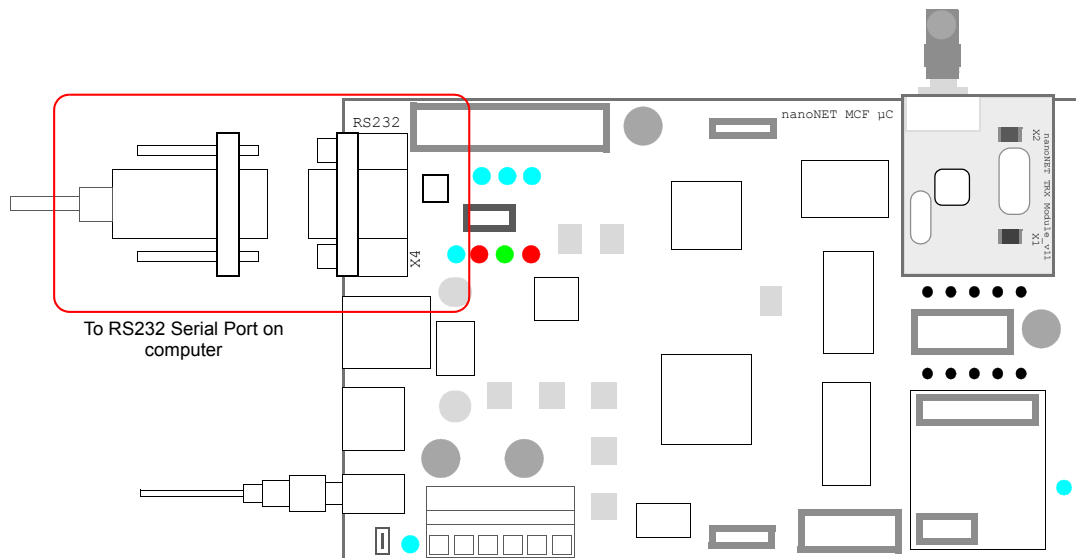 RS232
nanoNET MCF µC
X2
nanoNET TRX Module_v11
X1
X4
To RS232 Serial Port on
computer